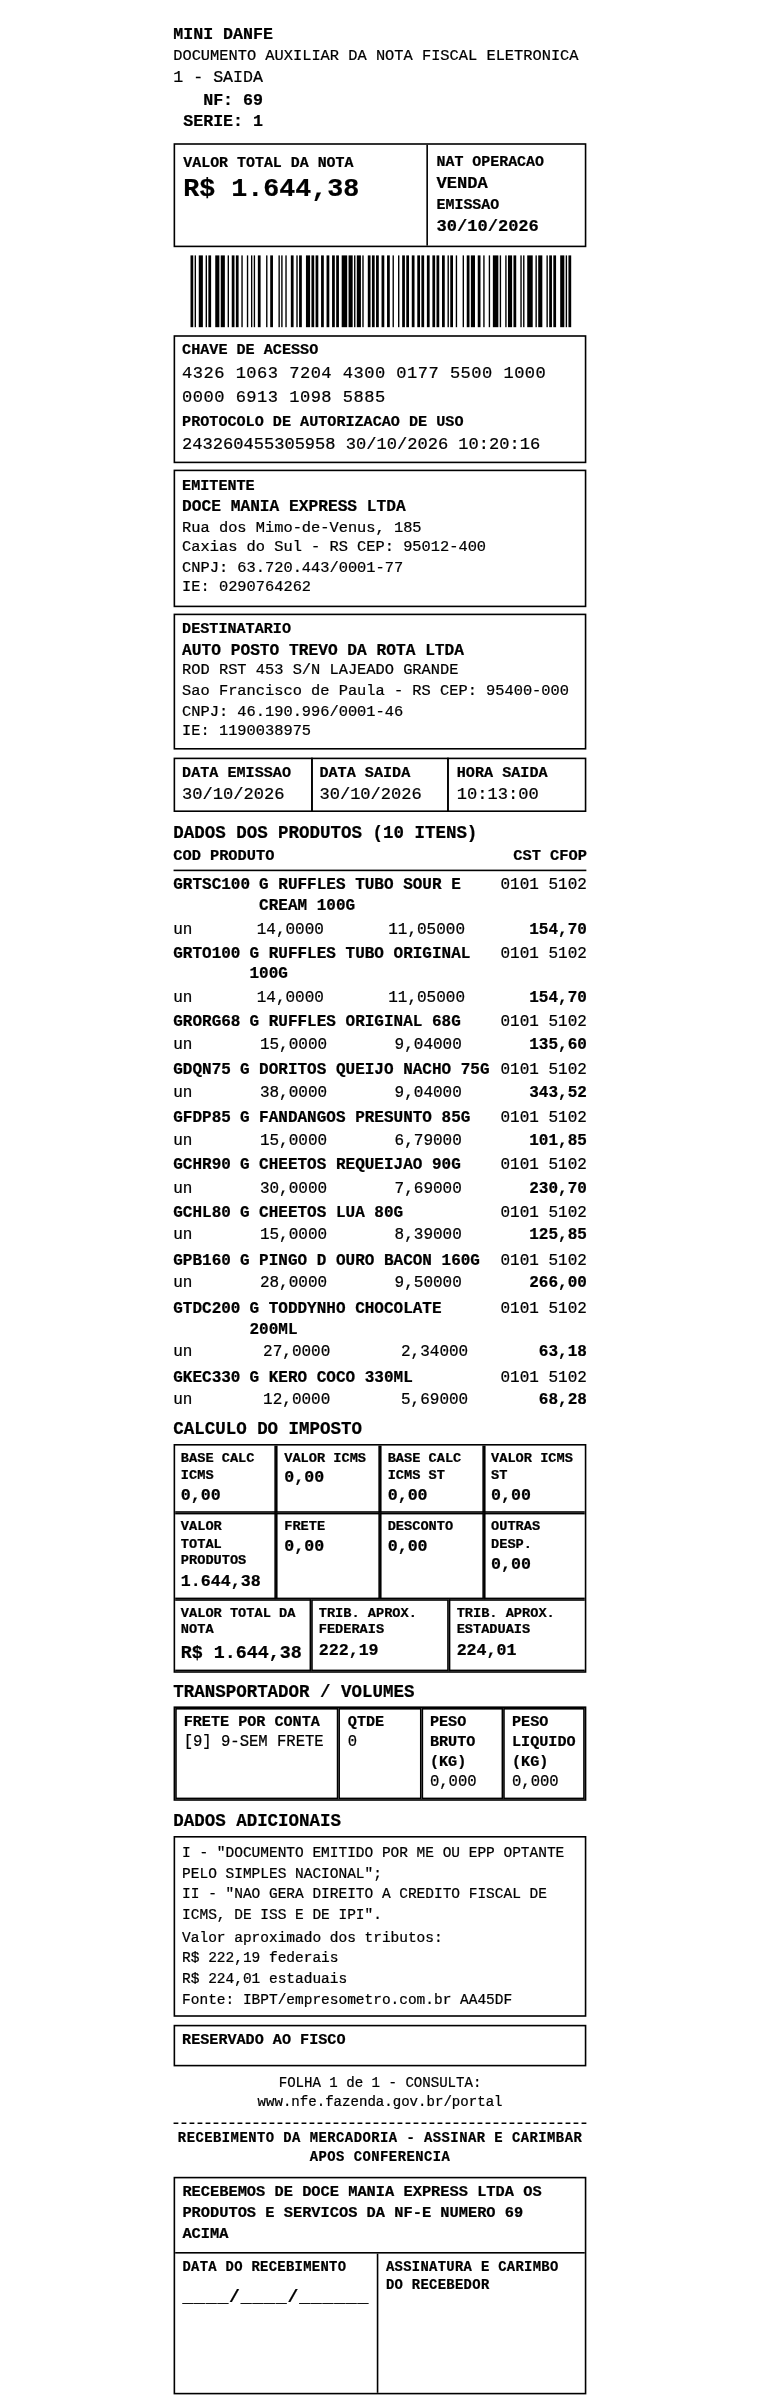 MINI DANFE
DOCUMENTO AUXILIAR DA NOTA FISCAL ELETRONICA
1 - SAIDA
NF: 69
SERIE: 1
VALOR TOTAL DA NOTA
R$ 1.644,38
NAT OPERACAO
VENDA
EMISSAO
30/10/2026
CHAVE DE ACESSO
4326 1063 7204 4300 0177 5500 1000
0000 6913 1098 5885
PROTOCOLO DE AUTORIZACAO DE USO
243260455305958 30/10/2026 10:20:16
EMITENTE
DOCE MANIA EXPRESS LTDA
Rua dos Mimo-de-Venus, 185
Caxias do Sul - RS CEP: 95012-400
CNPJ: 63.720.443/0001-77
IE: 0290764262
DESTINATARIO
AUTO POSTO TREVO DA ROTA LTDA
ROD RST 453 S/N LAJEADO GRANDE
Sao Francisco de Paula - RS CEP: 95400-000
CNPJ: 46.190.996/0001-46
IE: 1190038975
DATA EMISSAO DATA SAIDA HORA SAIDA
30/10/2026 30/10/2026 10:13:00
DADOS DOS PRODUTOS (10 ITENS)
COD PRODUTO CST CFOP
GRTSC100 G RUFFLES TUBO SOUR E 0101 5102
CREAM 100G
un 14,0000 11,05000 154,70
GRTO100 G RUFFLES TUBO ORIGINAL 0101 5102
100G
un 14,0000 11,05000 154,70
GRORG68 G RUFFLES ORIGINAL 68G 0101 5102
un 15,0000 9,04000 135,60
GDQN75 G DORITOS QUEIJO NACHO 75G 0101 5102
un 38,0000 9,04000 343,52
GFDP85 G FANDANGOS PRESUNTO 85G 0101 5102
un 15,0000 6,79000 101,85
GCHR90 G CHEETOS REQUEIJAO 90G 0101 5102
un 30,0000 7,69000 230,70
GCHL80 G CHEETOS LUA 80G 0101 5102
un 15,0000 8,39000 125,85
GPB160 G PINGO D OURO BACON 160G 0101 5102
un 28,0000 9,50000 266,00
GTDC200 G TODDYNHO CHOCOLATE 0101 5102
200ML
un 27,0000 2,34000 63,18
GKEC330 G KERO COCO 330ML 0101 5102
un 12,0000 5,69000 68,28
CALCULO DO IMPOSTO
BASE CALC
ICMS
0,00
VALOR ICMS
0,00
BASE CALC
ICMS ST
0,00
VALOR ICMS
ST
0,00
VALOR
TOTAL
PRODUTOS
1.644,38
FRETE
0,00
DESCONTO
0,00
OUTRAS
DESP.
0,00
VALOR TOTAL DA
NOTA
R$ 1.644,38
TRIB. APROX.
FEDERAIS
222,19
TRIB. APROX.
ESTADUAIS
224,01
TRANSPORTADOR / VOLUMES
FRETE POR CONTA
[9] 9-SEM FRETE
QTDE
0
PESO
BRUTO
(KG)
0,000
PESO
LIQUIDO
(KG)
0,000
DADOS ADICIONAIS
I - "DOCUMENTO EMITIDO POR ME OU EPP OPTANTE
PELO SIMPLES NACIONAL";
II - "NAO GERA DIREITO A CREDITO FISCAL DE
ICMS, DE ISS E DE IPI".
Valor aproximado dos tributos:
R$ 222,19 federais
R$ 224,01 estaduais
Fonte: IBPT/empresometro.com.br AA45DF
RESERVADO AO FISCO
FOLHA 1 de 1 - CONSULTA:
www.nfe.fazenda.gov.br/portal
RECEBIMENTO DA MERCADORIA - ASSINAR E CARIMBAR
APOS CONFERENCIA
RECEBEMOS DE DOCE MANIA EXPRESS LTDA OS
PRODUTOS E SERVICOS DA NF-E NUMERO 69
ACIMA
DATA DO RECEBIMENTO
____/____/______
ASSINATURA E CARIMBO
DO RECEBEDOR